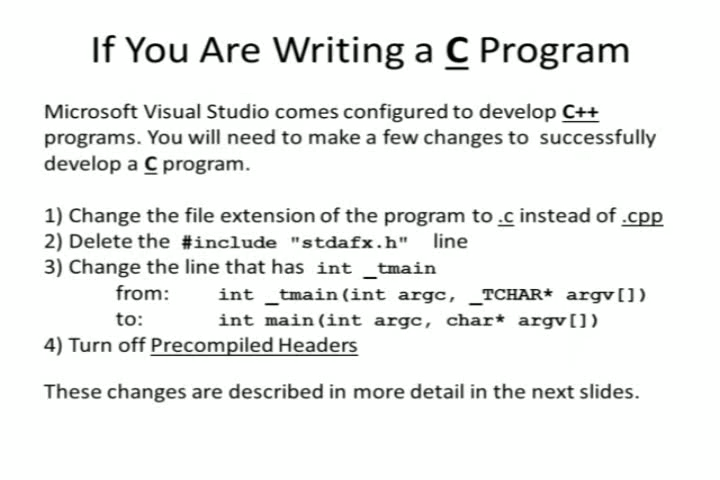 If You Are Writing a C Program
Microsoft Visual Studio comes configured to develop C++
programs. You will need to make a few changes to successfully
develop a C program.
1) Change the file extension of the program to .c instead of .cpp
2) Delete the #include "stdafx.h" line
3) Change the line that has int _tmain
from: int _tmain(int argc, _TCHAR* argv[])
to: int main(int argc, char* argv[])
4) Turn off Precompiled Headers
These changes are described in more detail in the next slides.